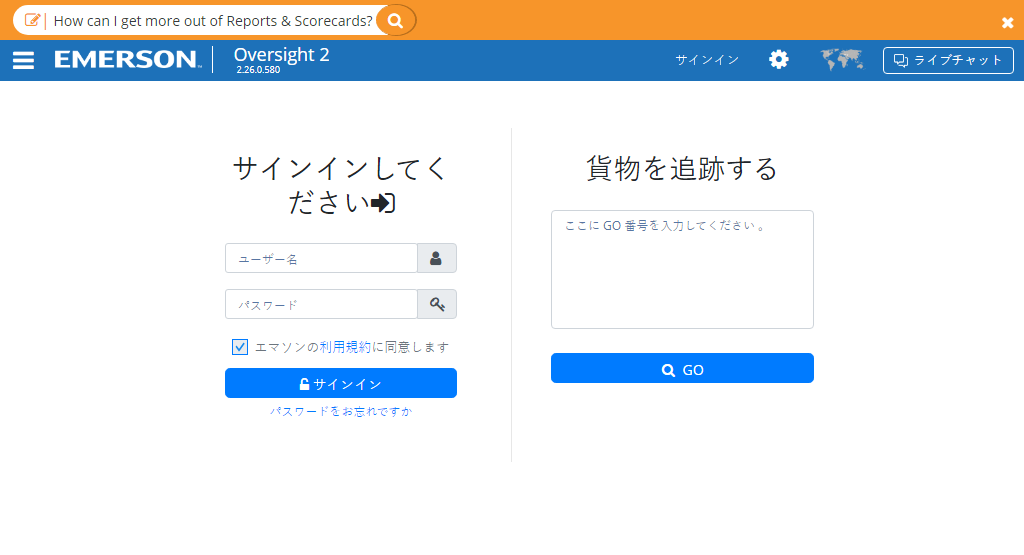 How can I get more out of Reports & Scorecards?
EMERSON
Oversight 2
2.26.0.580
サインイン
ライブチャット
サインインしてく
ださい
ユーザー名
パスワード
エマソンの利用規約に同意します
サインイン
パスワードをお忘れですか
貨物を追跡する
ここに GO 番号を入力してください 。
GO